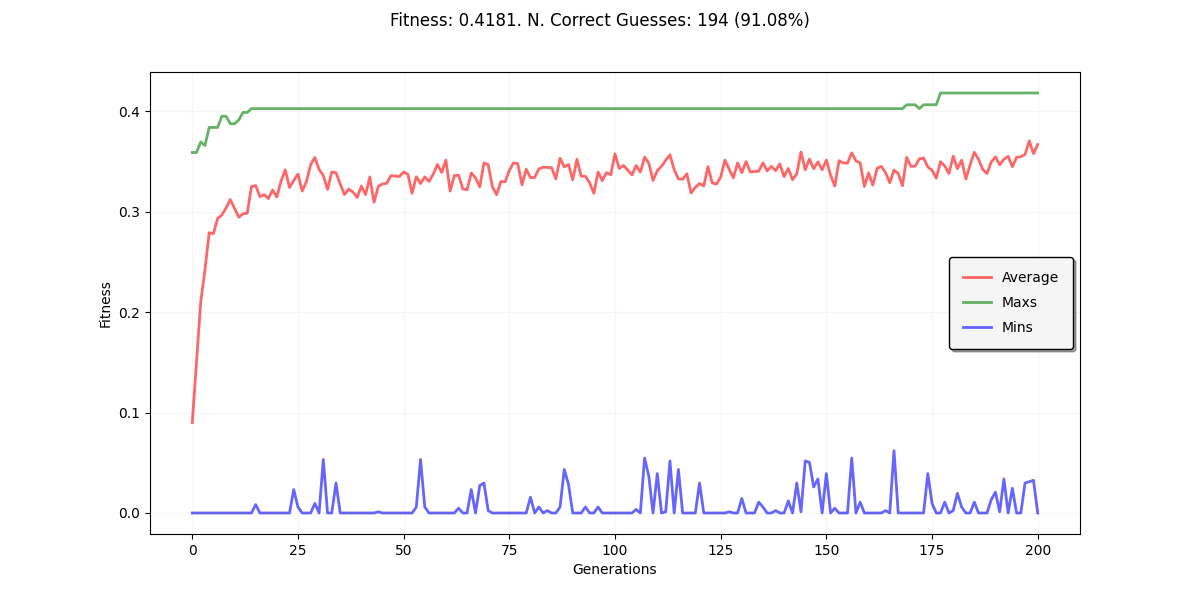 Fitness: 0.4181. N. Correct Guesses: 194 (91.08%)
0.4
0.3
0.2
0.1
0.0
Fitness
Average
Maxs
Mins
0 25 50 75 100 125 150 175 200
Generations